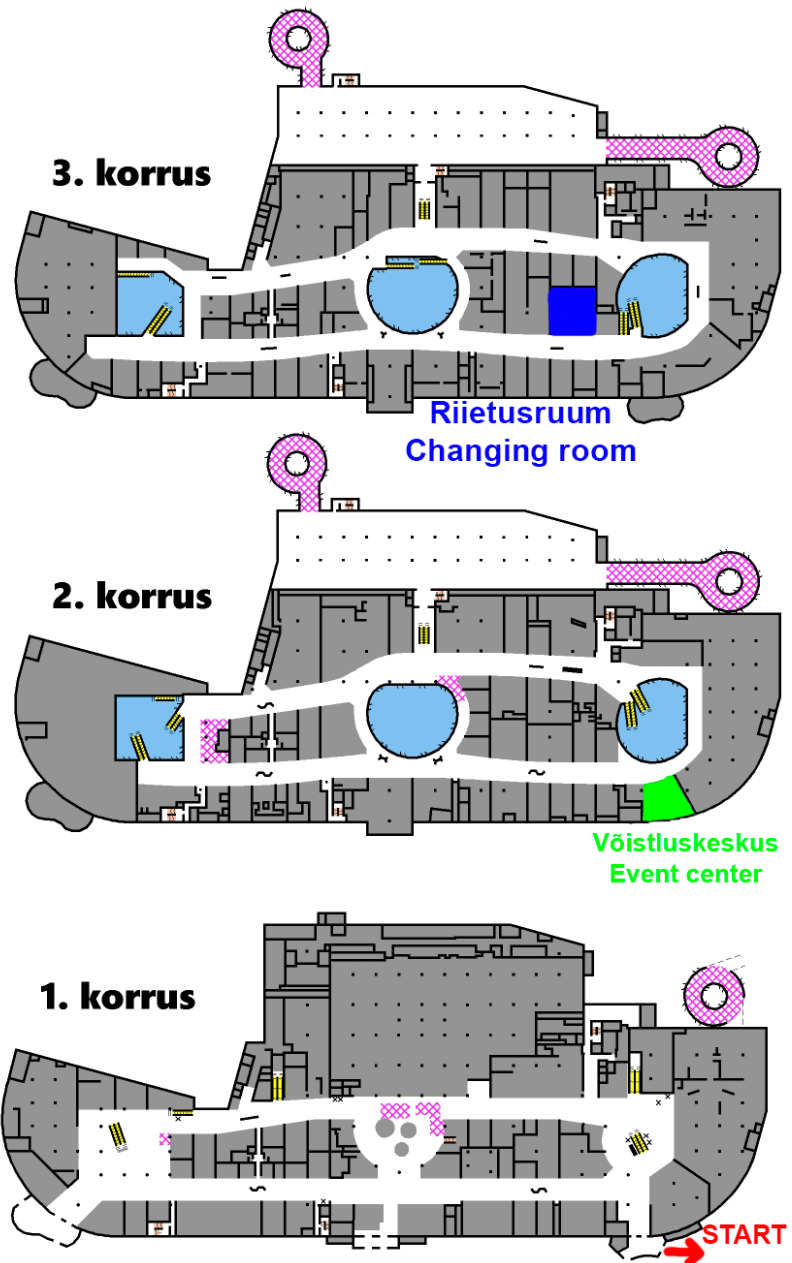 3. korrus
Riietusruum
Changing room
2. korrus
Võistluskeskus
Event center
1. korrus
START